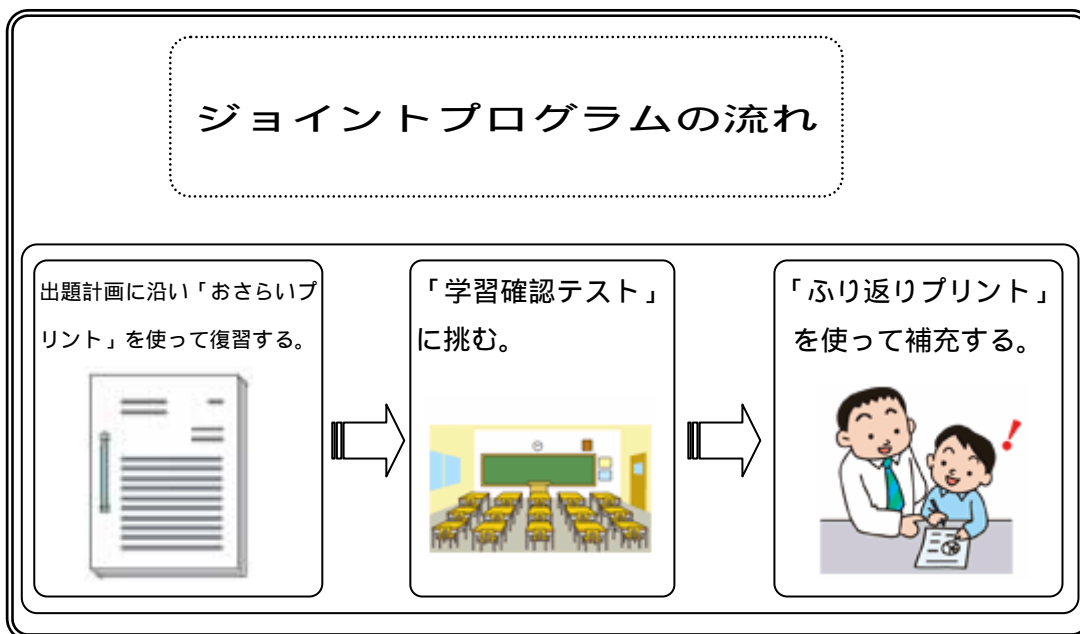 ジョイントプログラムの流れ
出題計画に沿い「おさらいプ
リント」を使って復習する。
「学習確認テスト」
に挑む。
「ふり返りプリント」
を使って補充する。